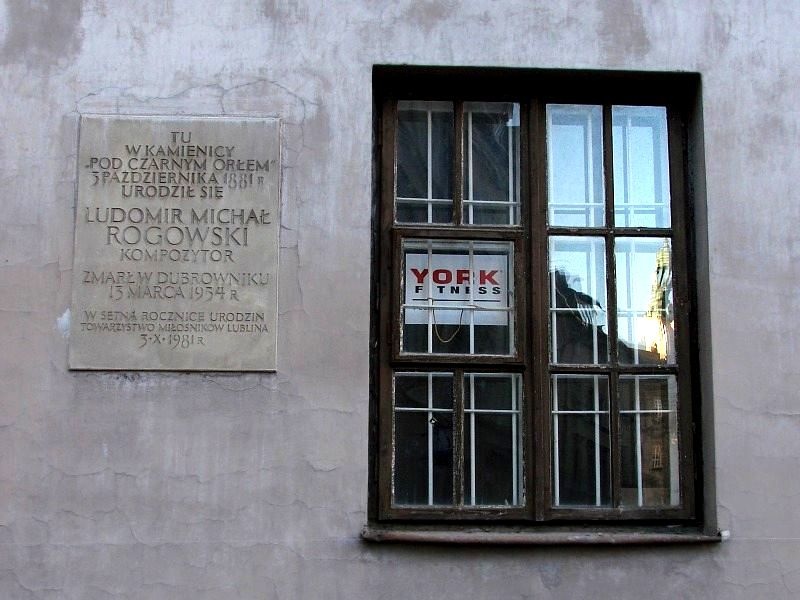 TU
W KAMIENICY
„POD CZARNYM ORŁEM"
3 PAŹDZIERNIKA 1881 R
URODZIŁ SIĘ
LUDOMIR MICHAŁ
ROGOWSKI
KOMPOZYTOR
ZMARŁ W DUBROWNIKU
13 MARCA 1954 R
W SETNĄ ROCZNICĘ URODZIN
TOWARZYSTWO MIŁOŚNIKÓW LUBLINA
3·X·1981 R
YORK
FITNESS